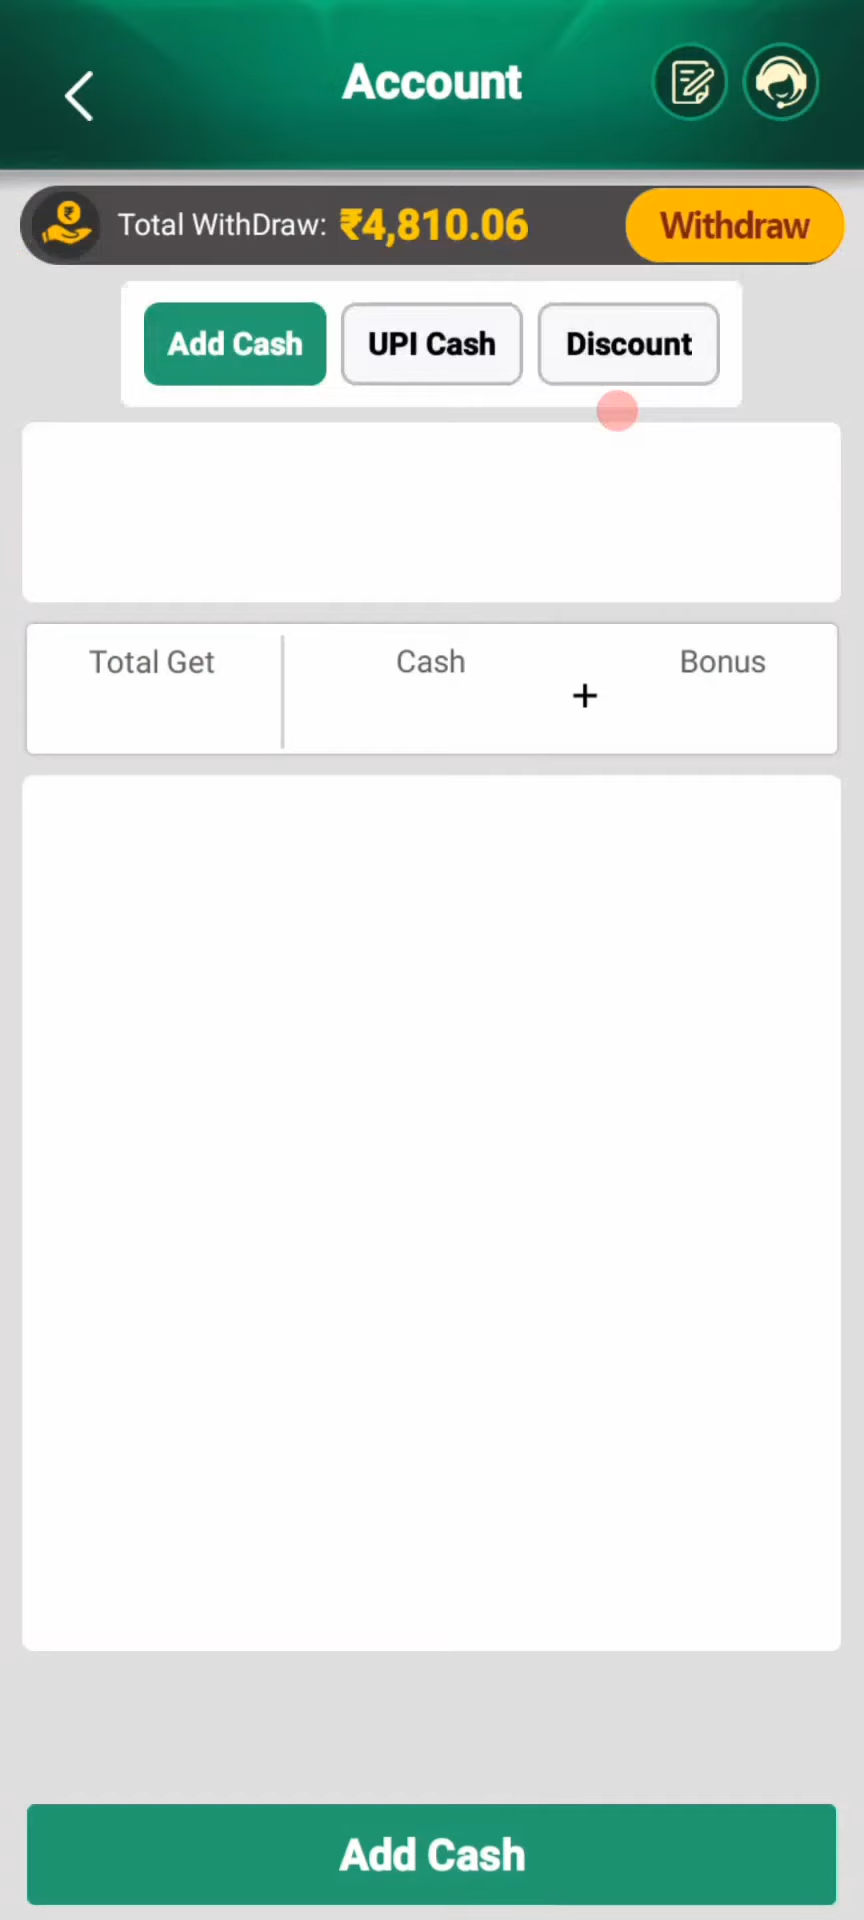 Account
Total WithDraw: ₹4,810.06 Withdraw
Add Cash UPI Cash Discount
Total Get Cash + Bonus
Add Cash